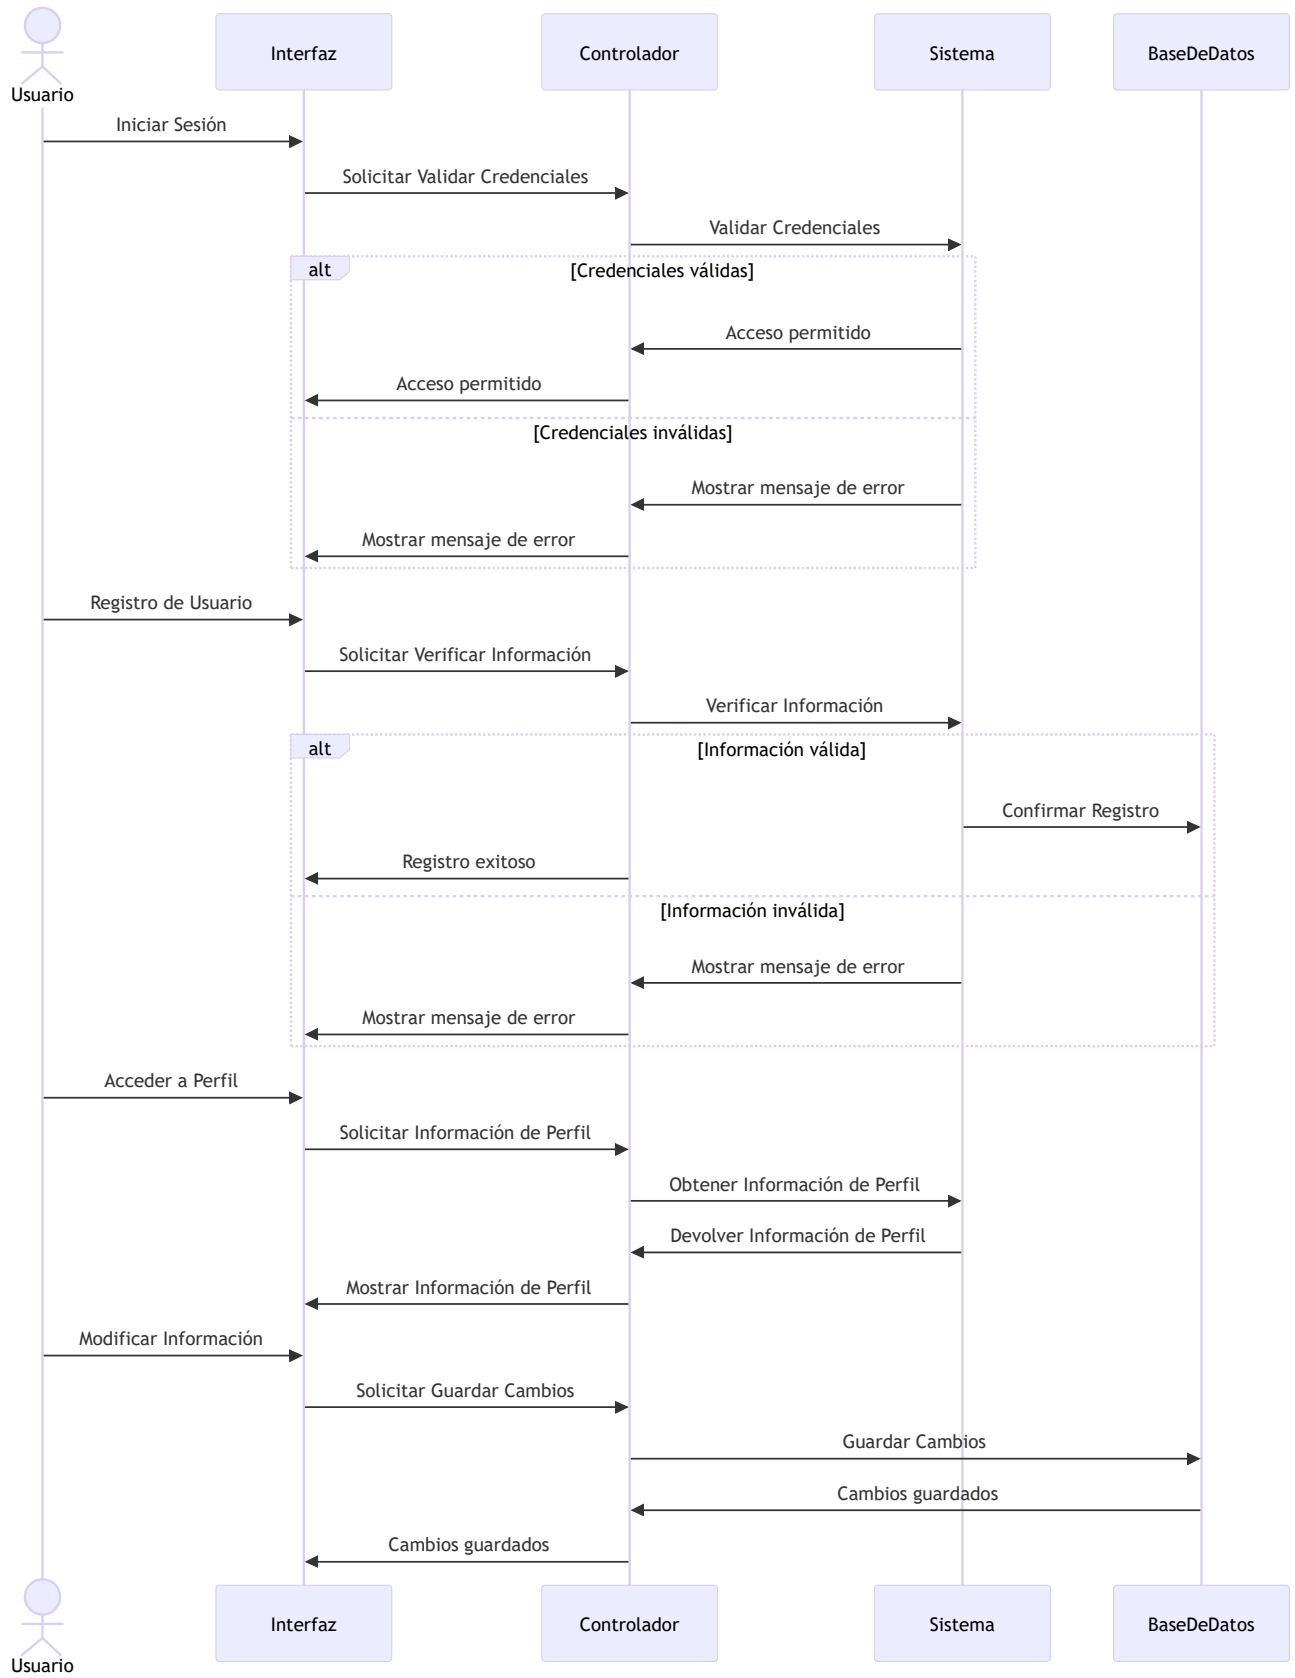 Usuario
Interfaz
Controlador
Sistema
BaseDeDatos
Iniciar Sesión
Solicitar Validar Credenciales
Validar Credenciales
alt
[Credenciales válidas]
Acceso permitido
Acceso permitido
[Credenciales inválidas]
Mostrar mensaje de error
Mostrar mensaje de error
Registro de Usuario
Solicitar Verificar Información
Verificar Información
alt
[Información válida]
Confirmar Registro
Registro exitoso
[Información inválida]
Mostrar mensaje de error
Mostrar mensaje de error
Acceder a Perfil
Solicitar Información de Perfil
Obtener Información de Perfil
Devolver Información de Perfil
Mostrar Información de Perfil
Modificar Información
Solicitar Guardar Cambios
Guardar Cambios
Cambios guardados
Cambios guardados
Usuario
Interfaz
Controlador
Sistema
BaseDeDatos